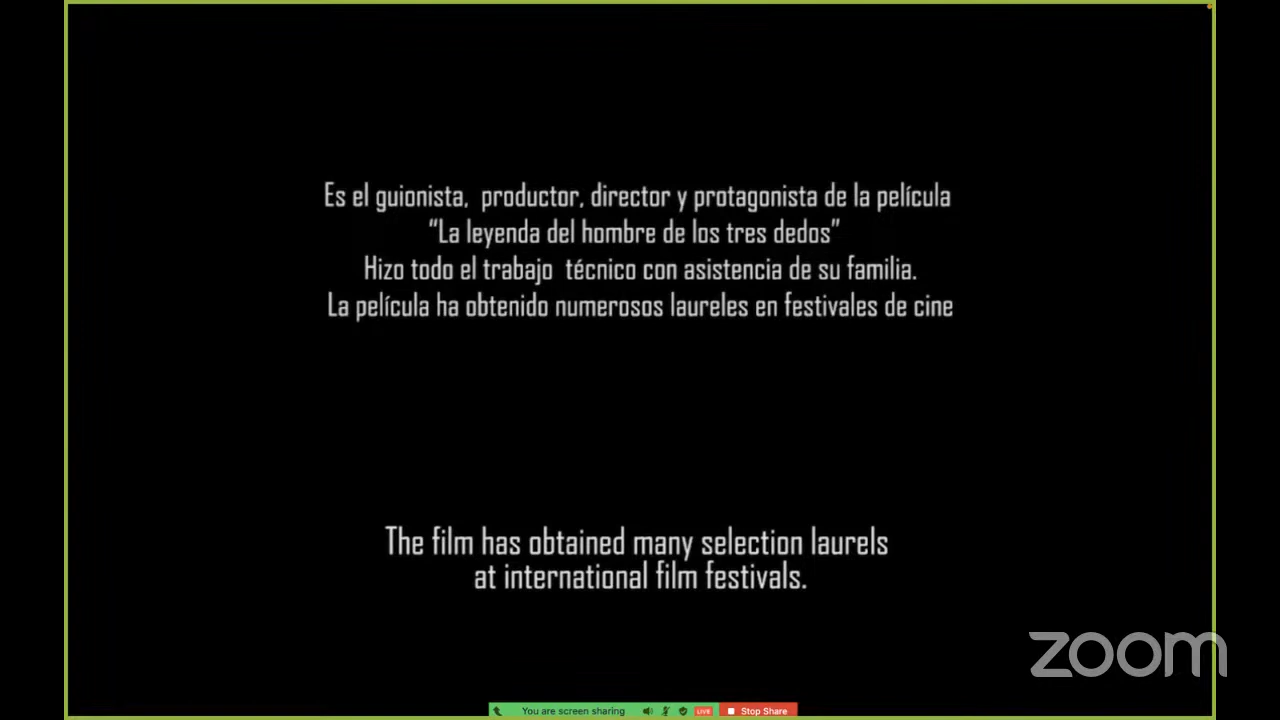 Es el guionista, productor, director y protagonista de la película
“La leyenda del hombre de los tres dedos”
Hizo todo el trabajo técnico con asistencia de su familia.
La película ha obtenido numerosos laureles en festivales de cine
The film has obtained many selection laurels
at international film festivals.
zoom
You are screen sharing LIVE Stop Share